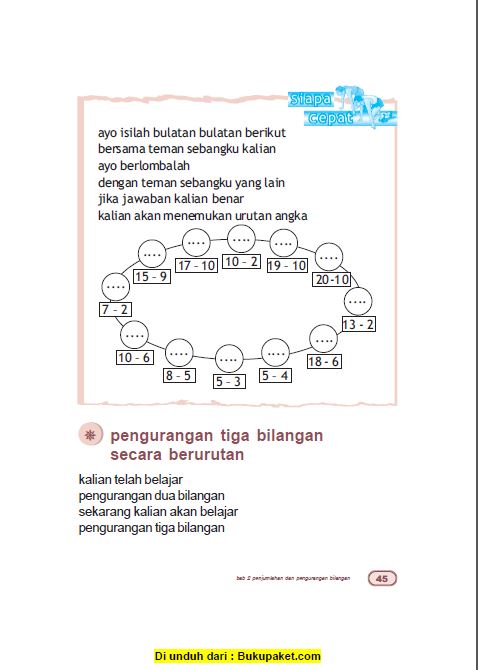 siapa
cepat
ayo isilah bulatan bulatan berikut
bersama teman sebangku kalian
ayo berlombalah
dengan teman sebangku yang lain
jika jawaban kalian benar
kalian akan menemukan urutan angka
.... .... .... .... ....
15 - 9 17 - 10 10 - 2 19 - 10 20-10
.... ....
7 - 2 13 - 2
.... .... .... .... ....
10 - 6 8 - 5 5 - 3 5 - 4 18 - 6
pengurangan tiga bilangan
secara berurutan
kalian telah belajar
pengurangan dua bilangan
sekarang kalian akan belajar
pengurangan tiga bilangan
bab 2 penjumlahan dan pengurangan bilangan 45
Di unduh dari : Bukupaket.com